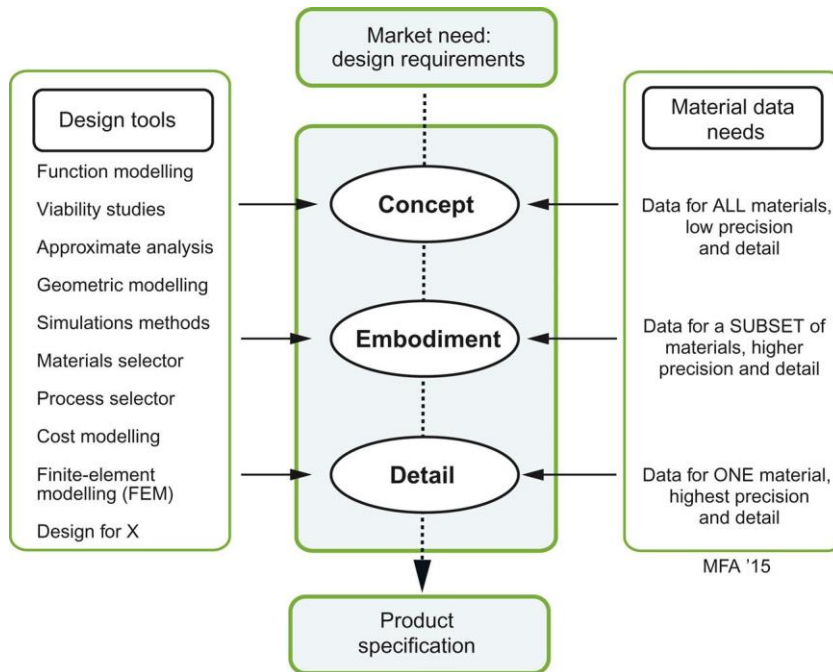 Market need:
design requirements
Design tools
Function modelling
Viability studies
Approximate analysis
Geometric modelling
Simulations methods
Materials selector
Process selector
Cost modelling
Finite-element
modelling (FEM)
Design for X
Concept
Embodiment
Detail
Material data
needs
Data for ALL materials,
low precision
and detail
Data for a SUBSET of
materials, higher
precision and detail
Data for ONE material,
highest precision
and detail
MFA '15
Product
specification